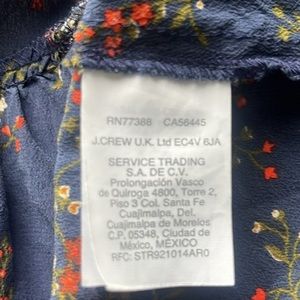 RN77388 CA56445
J.CREW U.K. Ltd EC4V 6JA
SERVICE TRADING
S.A. DE C.V.
Prolongación Vasco
de Quiroga 4800, Torre 2,
Piso 3 Col. Santa Fe
Cuajimalpa, Del.
Cuajimalpa de Morelos
C.P. 05348, Ciudad de
México, MÉXICO
RFC: STR921014AR0